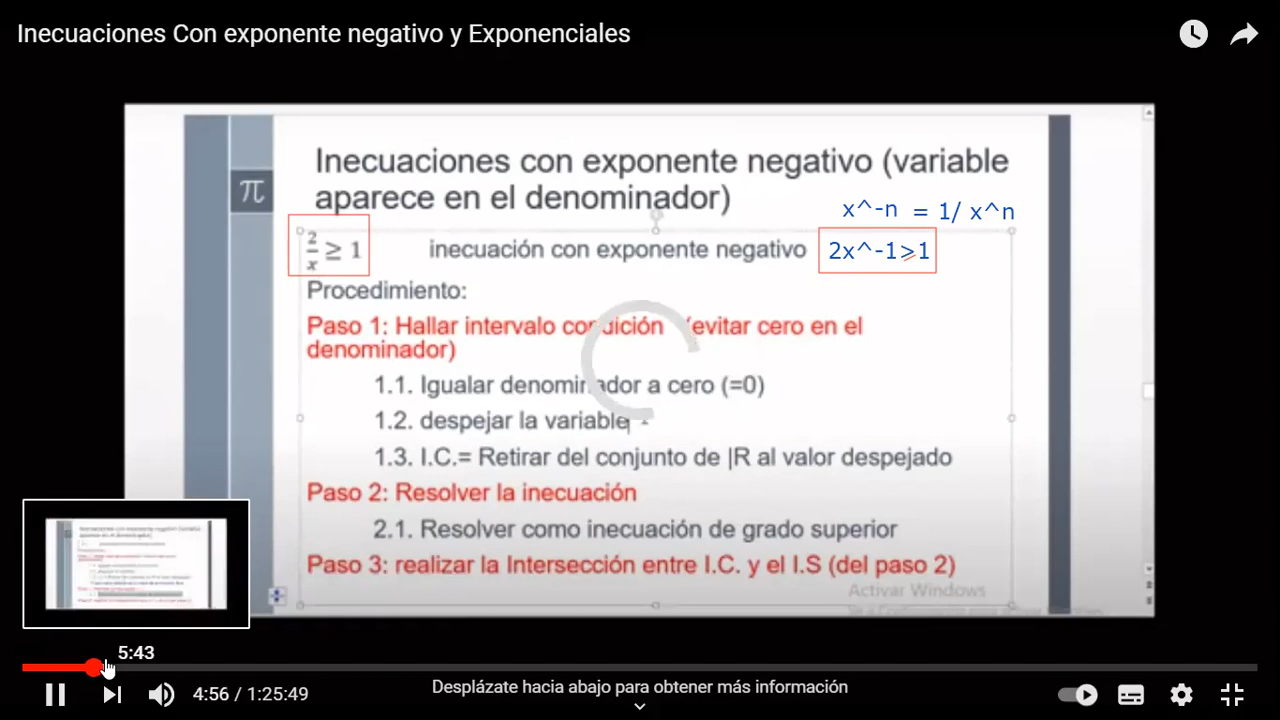 Inecuaciones Con exponente negativo y Exponenciales
π
Inecuaciones con exponente negativo (variable
aparece en el denominador)
x^-n = 1/ x^n
2/x ≥ 1 inecuación con exponente negativo 2x^-1>1
Procedimiento:
Paso 1: Hallar intervalo condición (evitar cero en el
denominador)
1.1. Igualar denominador a cero (=0)
1.2. despejar la variable
1.3. I.C.= Retirar del conjunto de |R al valor despejado
Paso 2: Resolver la inecuación
2.1. Resolver como inecuación de grado superior
Paso 3: realizar la Intersección entre I.C. y el I.S (del paso 2)
Activar Windows
5:43
4:56 / 1:25:49
Desplázate hacia abajo para obtener más información